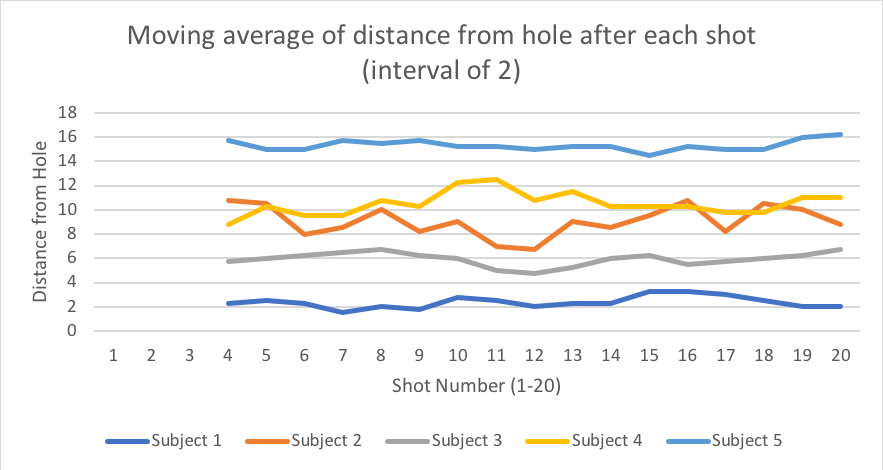 Moving average of distance from hole after each shot
(interval of 2)
Distance from Hole
18
16
14
12
10
8
6
4
2
0
1 2 3 4 5 6 7 8 9 10 11 12 13 14 15 16 17 18 19 20
Shot Number (1-20)
Subject 1 Subject 2 Subject 3 Subject 4 Subject 5